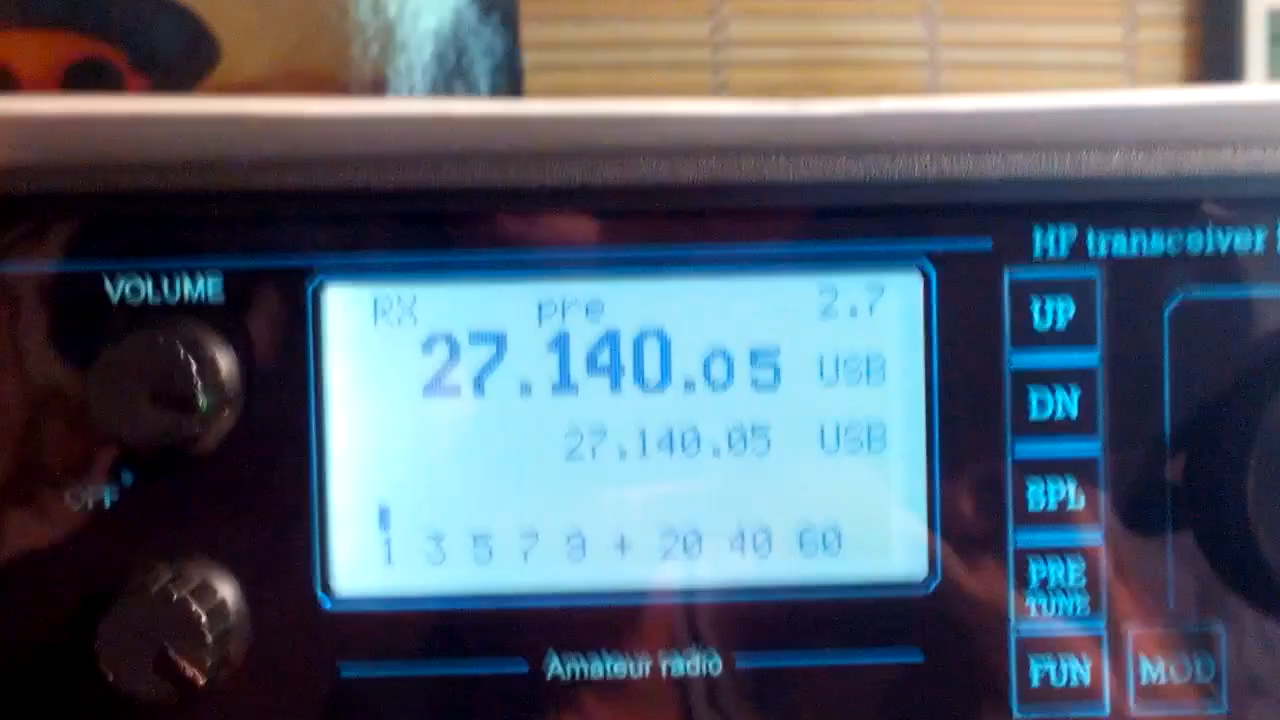 HF transceiver
VOLUME
RX pre 2.7
27.140.05 USB
27.140.05 USB
1 3 5 7 9 + 20 40 60
OFF
Amateur radio
UP
DN
SPL
PRE
TUNE
FUN
MOD